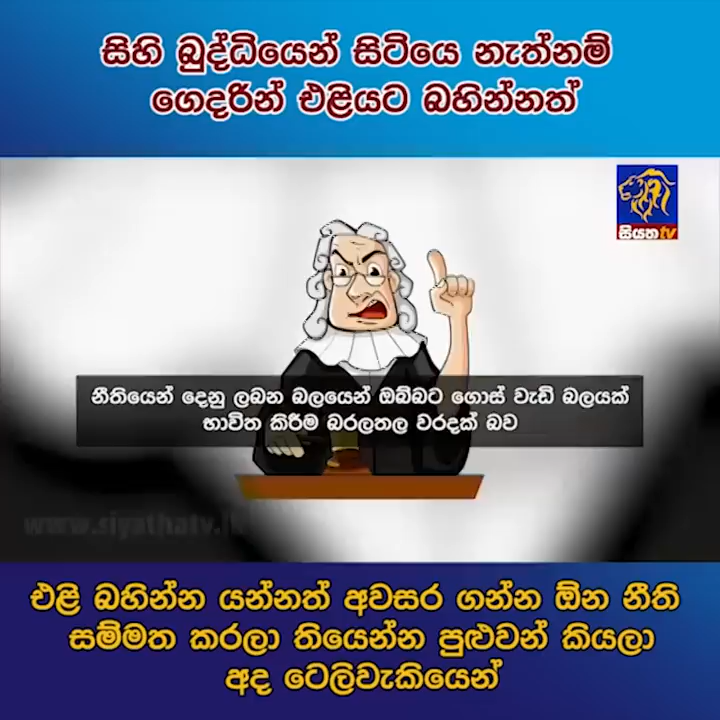 සිහි බුද්ධියෙන් සිටියෙ නැත්නම්
ගෙදරින් එළියට බහින්නත්
සියත tv
නීතියෙන් දෙනු ලබන බලයෙන් ඔබ්බට ගොස් වැඩි බලයක්
භාවිත කිරීම බරලතල වරදක් බව
www.siyathatv.lk
එළි බහින්න යන්නත් අවසර ගන්න ඕන නීති
සම්මත කරලා තියෙන්න පුළුවන් කියලා
අද ටෙලිවැකියෙන්